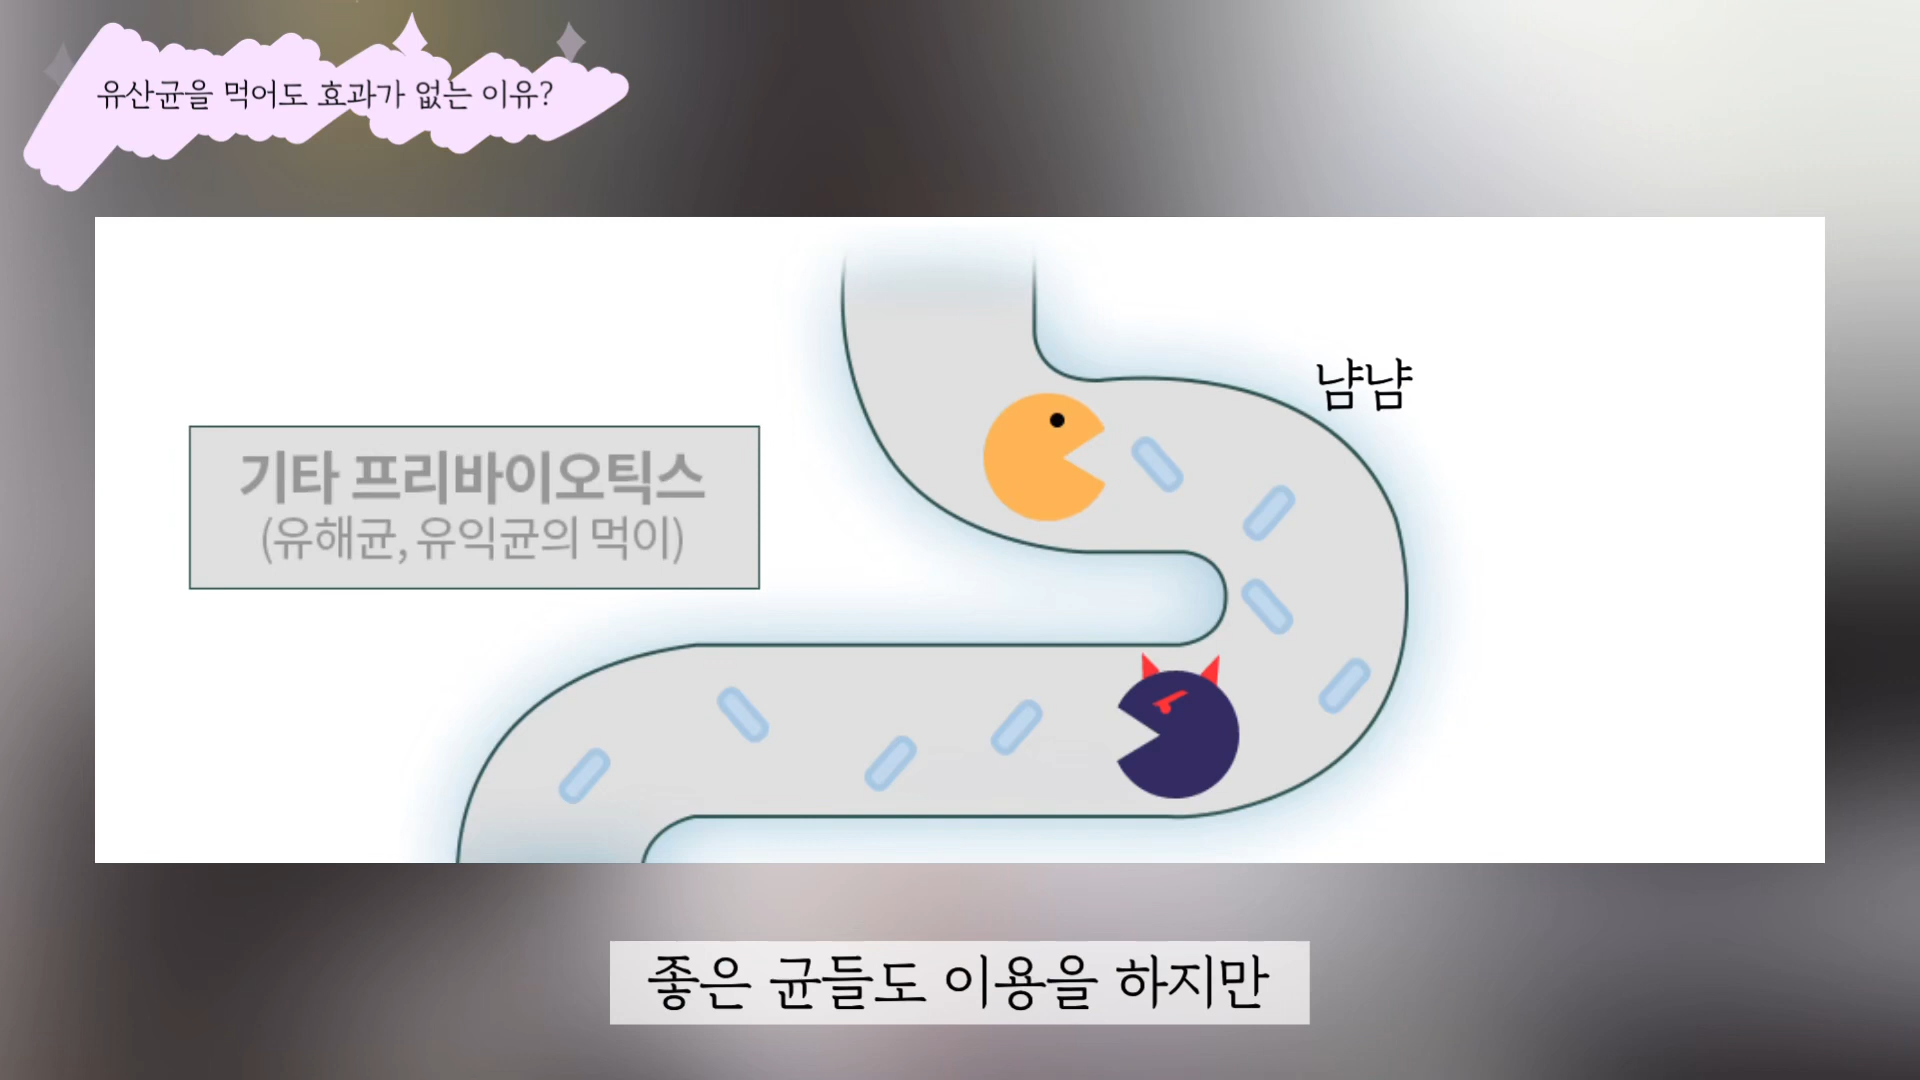 유산균을 먹어도 효과가 없는 이유?
냠냠
기타 프리바이오틱스
(유해균, 유익균의 먹이)
좋은 균들도 이용을 하지만